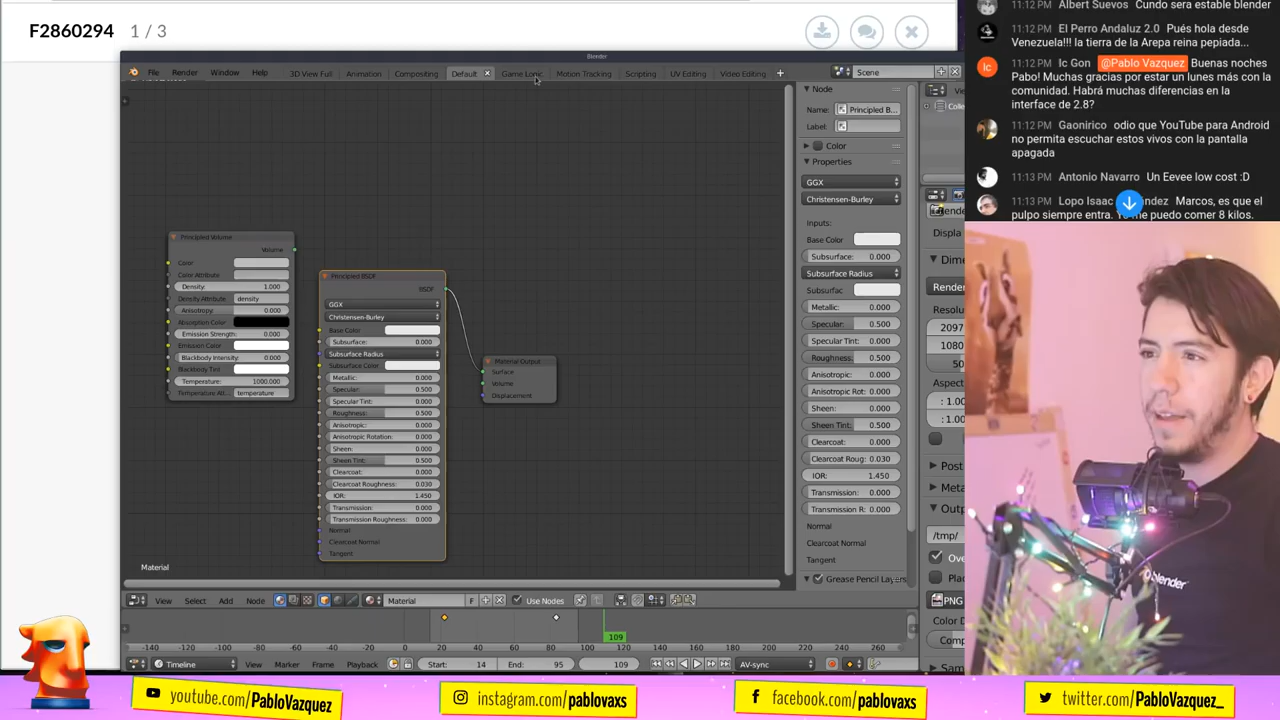 F2860294 1 / 3
Blender
File Render Window Help
3D View Full Animation Compositing Default Game Logic Motion Tracking Scripting UV Editing Video Editing + Scene
Principled Volume
Volume
Color
Color Attribute
Density: 1.000
Density Attribute density
Anisotropy: 0.000
Absorption Color
Emission Strength: 0.000
Emission Color
Blackbody Intensity: 0.000
Blackbody Tint
Temperature: 1000.000
Temperature Att... temperature
Principled BSDF
BSDF
GGX
Christensen-Burley
Base Color
Subsurface: 0.000
Subsurface Radius
Subsurface Color
Metallic: 0.000
Specular: 0.500
Specular Tint: 0.000
Roughness: 0.500
Anisotropic: 0.000
Anisotropic Rotation: 0.000
Sheen: 0.000
Sheen Tint: 0.500
Clearcoat: 0.000
Clearcoat Roughness: 0.030
IOR: 1.450
Transmission: 0.000
Transmission Roughness: 0.000
Normal
Clearcoat Normal
Tangent
Material Output
Surface
Volume
Displacement
Material
Node
Name: Principled B...
Label:
Color
Properties
GGX
Christensen-Burley
Inputs:
Base Color
Subsurface: 0.000
Subsurface Radius
Subsurfac
Metallic: 0.000
Specular: 0.500
Specular Tint: 0.000
Roughness: 0.500
Anisotropic: 0.000
Anisotropic Rot: 0.000
Sheen: 0.000
Sheen Tint: 0.500
Clearcoat: 0.000
Clearcoat Roug: 0.030
IOR: 1.450
Transmission: 0.000
Transmission R: 0.000
Normal
Clearcoat Normal
Tangent
Grease Pencil Layers
Colle
Displa
Dime
Render
Resolu
2097
1080
50
Aspect
: 1.0
: 1.0
Post
Meta
Outp
/tmp/
Ove
Place
PNG
Color D
Comp
View Select Add Node Material F Use Nodes
109
-140 -120 -100 -80 -60 -40 -20 0 20 40 60 80 100 120 140 160 180 200 220 240 260
Timeline View Marker Frame Playback Start: 14 End: 95 109 AV-sync
Albert Suevos Cundo sera estable blender
11:12 PM El Perro Andaluz 2.0 Pués hola desde
Venezuela!!! la tierra de la Arepa reina pepiada...
11:12 PM Ic Gon @Pablo Vazquez Buenas noches
Pabo! Muchas gracias por estar un lunes más con la
comunidad. Habrá muchas diferencias en la
interface de 2.8?
11:12 PM Gaonirico odio que YouTube para Android
no permita escuchar estos vivos con la pantalla
apagada
11:13 PM Antonio Navarro Un Eevee low cost :D
11:13 PM Lopo Isaac Marcos, es que el
pulpo siempre entra. me puedo comer 8 kilos.
blender
youtube.com/PabloVazquez
instagram.com/pablovaxs
facebook.com/pablovaxs
twitter.com/PabloVazquez_